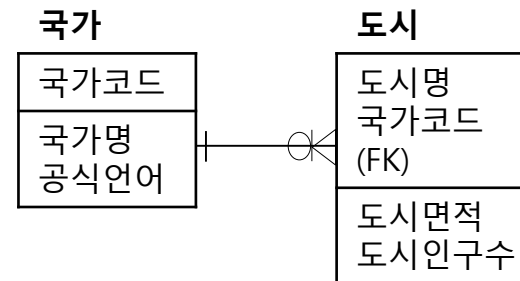 국가
국가코드
국가명
공식언어
도시
도시명
국가코드
(FK)
도시면적
도시인구수